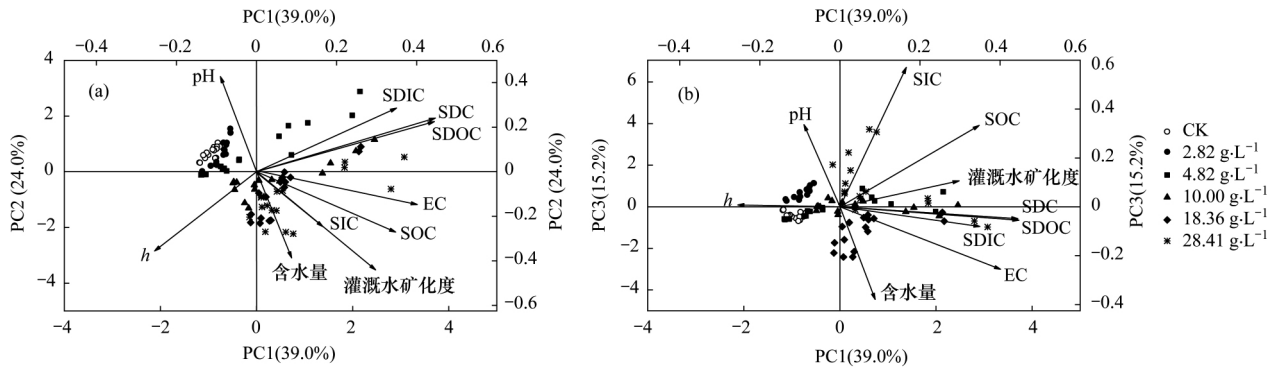 PC1(39.0%)
−0.4 −0.2 0 0.2 0.4 0.6
(a)
pH
SDIC
SDC
SDOC
EC
SOC
SIC
h
含水量
灌溉水矿化度
4
2
0
−2
−4
PC2 (24.0%)
0.4
0.2
0
−0.2
−0.4
−0.6
PC2 (24.0%)
−4 −2 0 2 4
PC1(39.0%)
PC1(39.0%)
−0.4 −0.2 0 0.2 0.4 0.6
(b)
SIC
pH
SOC
灌溉水矿化度
h
SDC
SDOC
SDIC
EC
含水量
6
4
2
0
−2
−4
PC3(15.2%)
0.6
0.4
0.2
0
−0.2
−0.4
PC3(15.2%)
−4 −2 0 2 4
PC1(39.0%)
CK
2.82 g·L⁻¹
4.82 g·L⁻¹
10.00 g·L⁻¹
18.36 g·L⁻¹
28.41 g·L⁻¹